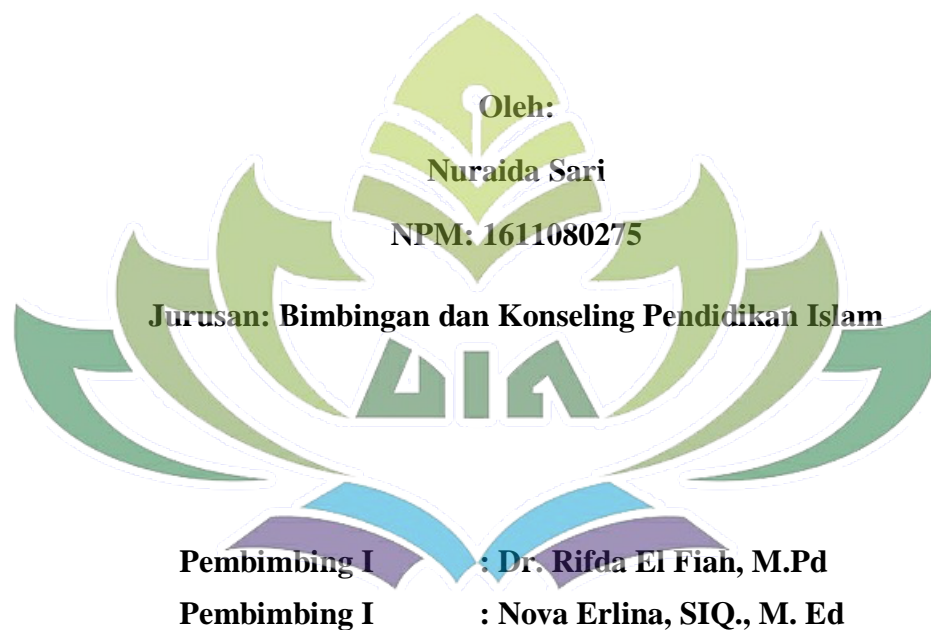 Oleh:
Nuraida Sari
NPM: 1611080275
Jurusan: Bimbingan dan Konseling Pendidikan Islam
UIN
Pembimbing I : Dr. Rifda El Fiah, M.Pd
Pembimbing I : Nova Erlina, SIQ., M. Ed